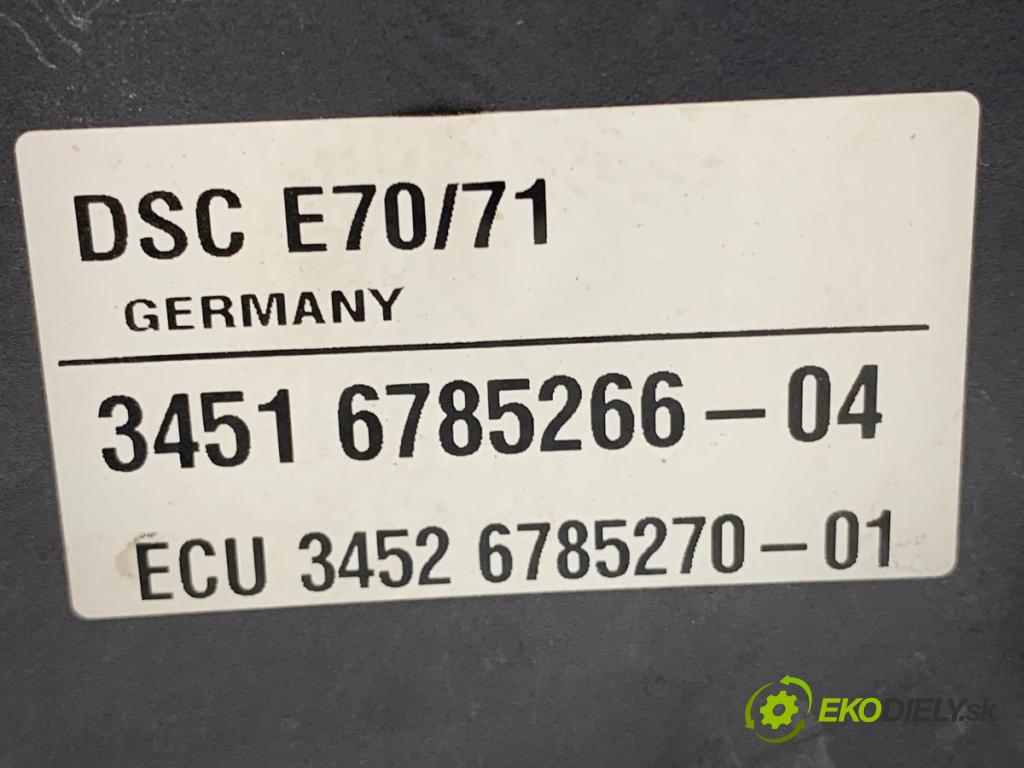 DSC E70/71
GERMANY
3451 6785266-04
ECU 3452 6785270-01
EKODIELY.sk